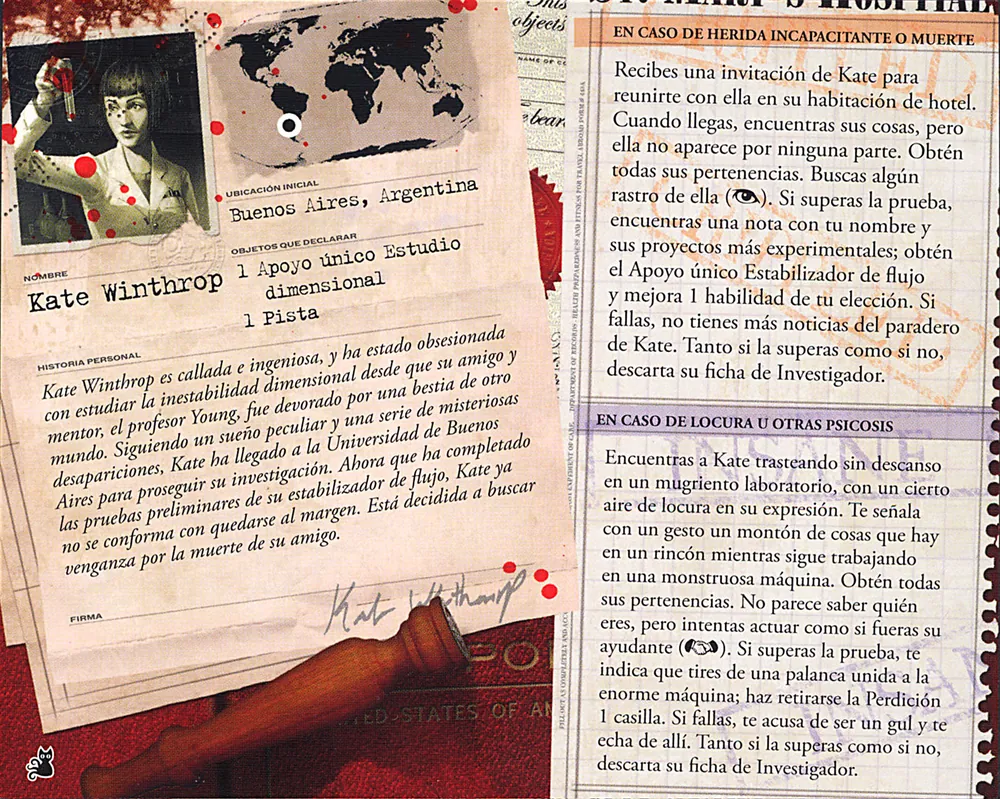 UBICACIÓN INICIAL
Buenos Aires, Argentina
OBJETOS QUE DECLARAR
1 Apoyo único Estudio
dimensional
1 Pista
NOMBRE
Kate Winthrop
HISTORIA PERSONAL
Kate Winthrop es callada e ingeniosa, y ha estado obsesionada
con estudiar la inestabilidad dimensional desde que su amigo y
mentor, el profesor Young, fue devorado por una bestia de otro
mundo. Siguiendo un sueño peculiar y una serie de misteriosas
desapariciones, Kate ha llegado a la Universidad de Buenos
Aires para proseguir su investigación. Ahora que ha completado
las pruebas preliminares de su estabilizador de flujo, Kate ya
no se conforma con quedarse al margen. Está decidida a buscar
venganza por la muerte de su amigo.
FIRMA
Kate Winthrop
STATES OF
objects
NAME OF
EN CASO DE HERIDA INCAPACITANTE O MUERTE
Recibes una invitación de Kate para
reunirte con ella en su habitación de hotel.
Cuando llegas, encuentras sus cosas, pero
ella no aparece por ninguna parte. Obtén
todas sus pertenencias. Buscas algún
rastro de ella (). Si superas la prueba,
encuentras una nota con tu nombre y
sus proyectos más experimentales; obtén
el Apoyo único Estabilizador de flujo
y mejora 1 habilidad de tu elección. Si
fallas, no tienes más noticias del paradero
de Kate. Tanto si la superas como si no,
descarta su ficha de Investigador.
EN CASO DE LOCURA U OTRAS PSICOSIS
INSANE
Encuentras a Kate trasteando sin descanso
en un mugriento laboratorio, con un cierto
aire de locura en su expresión. Te señala
con un gesto un montón de cosas que hay
en un rincón mientras sigue trabajando
en una monstruosa máquina. Obtén todas
sus pertenencias. No parece saber quién
eres, pero intentas actuar como si fueras su
ayudante (). Si superas la prueba, te
indica que tires de una palanca unida a la
enorme máquina; haz retirarse la Perdición
1 casilla. Si fallas, te acusa de ser un gul y te
echa de allí. Tanto si la superas como si no,
descarta su ficha de Investigador.